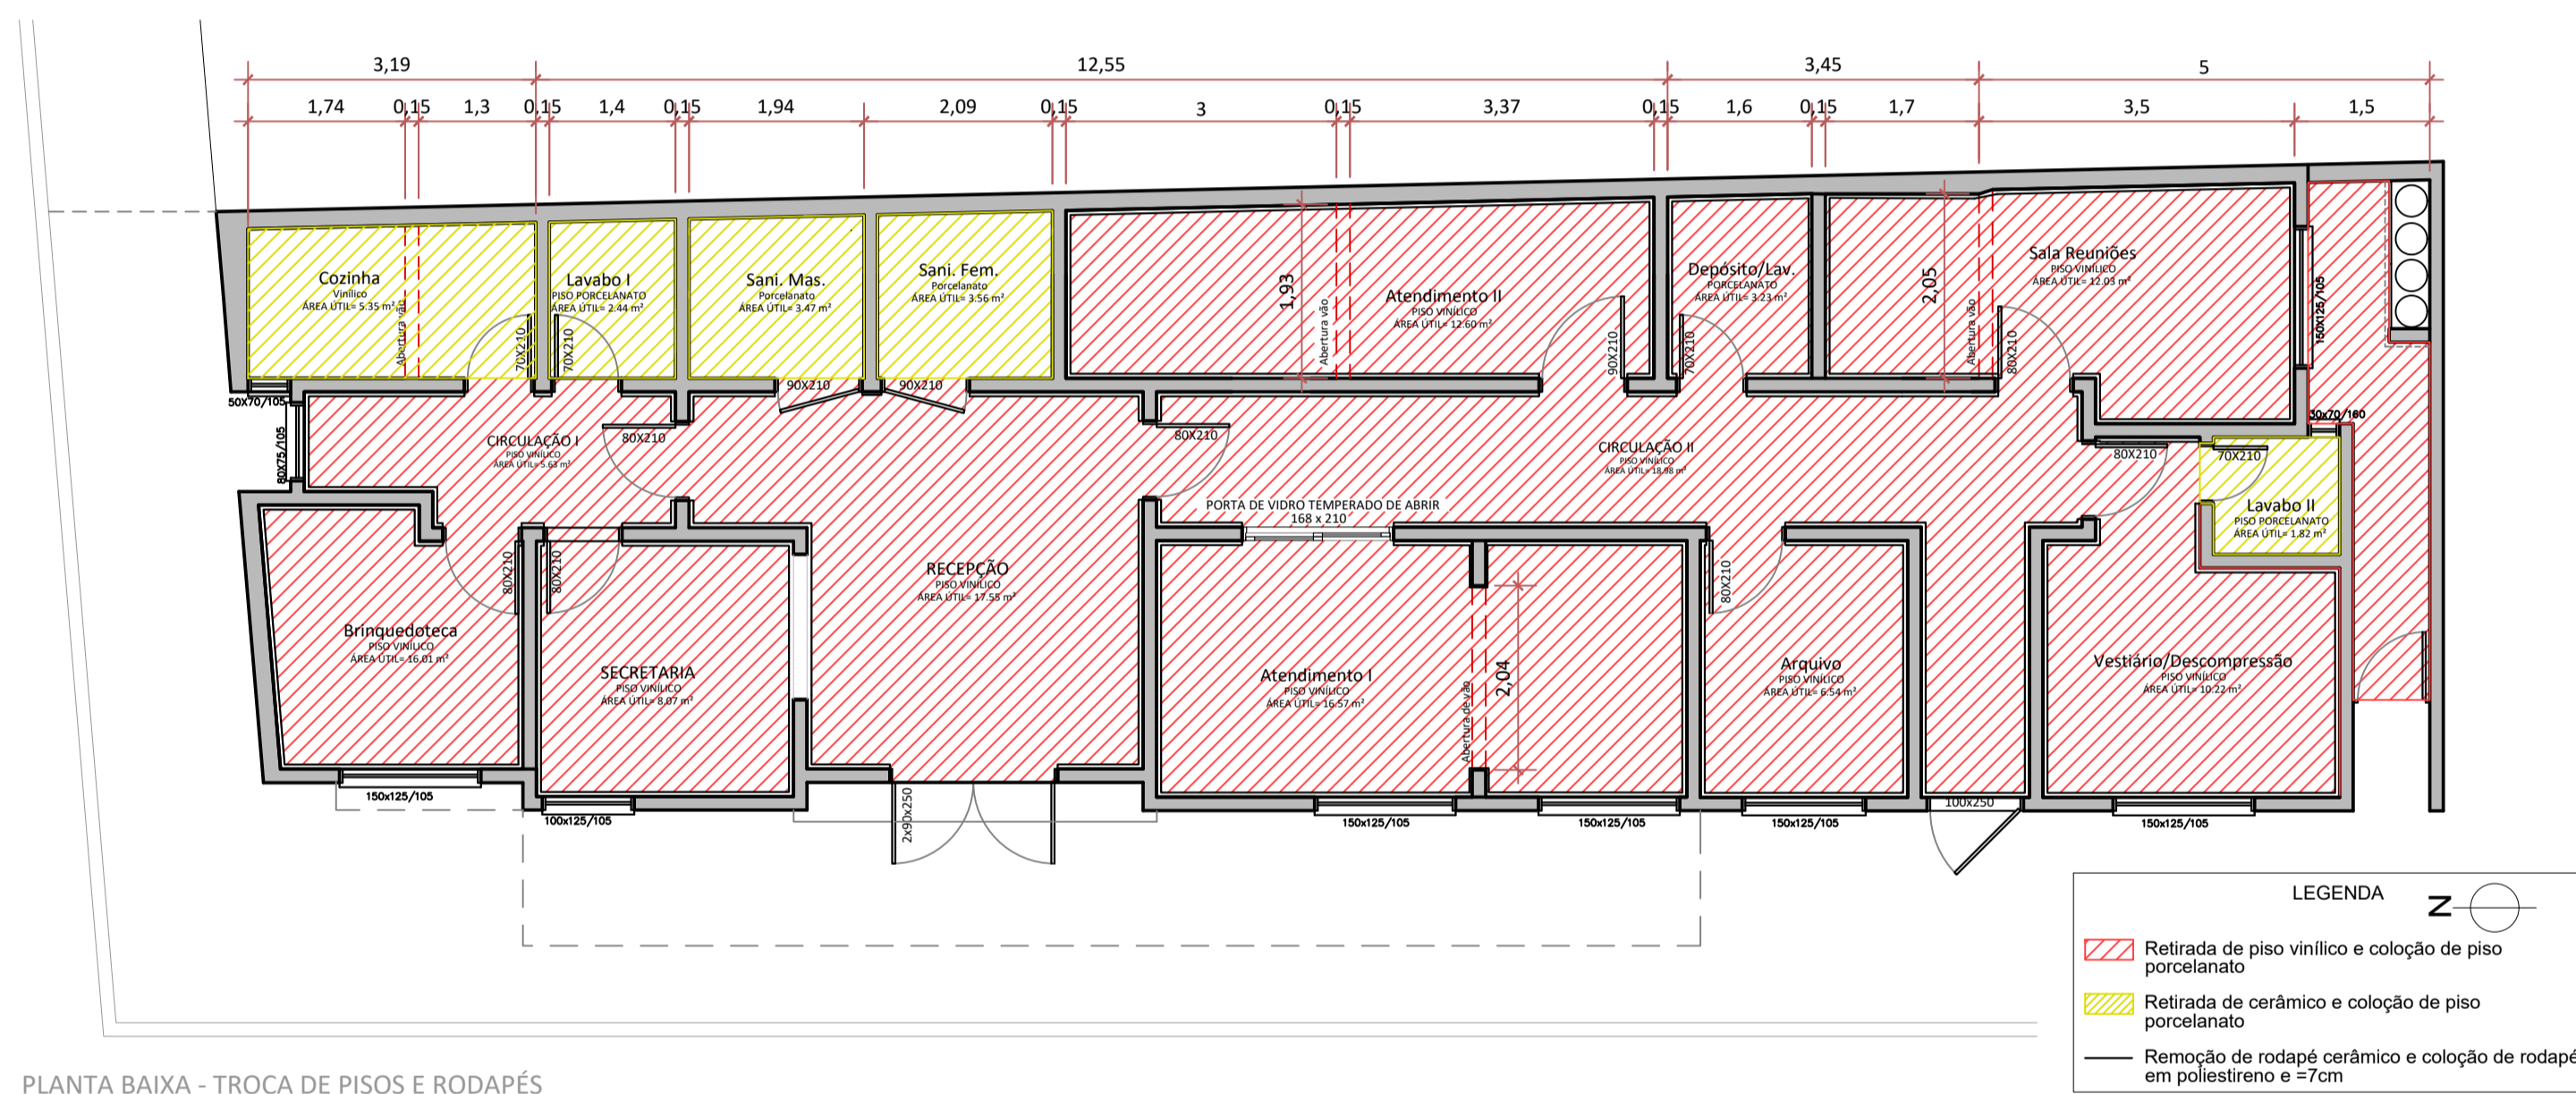 3,19
12,55
3,45
5
1,74
0,15
1,3
0,15
1,4
0,15
1,94
2,09
0,15
3
0,15
3,37
0,15
1,6
0,15
1,7
3,5
1,5
Cozinha
Vinílico
ÁREA ÚTIL= 5.35 m²
Abertura vão
70X210
Lavabo I
PISO PORCELANATO
ÁREA ÚTIL= 2.44 m²
70X210
Sani. Mas.
Porcelanato
ÁREA ÚTIL= 3.47 m²
90X210
Sani. Fem.
Porcelanato
ÁREA ÚTIL= 3.56 m²
90X210
1,93
Abertura vão
Atendimento II
PISO VINÍLICO
ÁREA ÚTIL= 12.60 m²
90X210
Depósito/Lav.
PORCELANATO
ÁREA ÚTIL= 3.23 m²
70X210
2,05
Abertura vão
Sala Reuniões
PISO VINÍLICO
ÁREA ÚTIL= 12.03 m²
80X210
150X125/105
50X70/105
80X75/105
CIRCULAÇÃO I
PISO VINÍLICO
ÁREA ÚTIL= 5.63 m²
80X210
80X210
CIRCULAÇÃO II
PISO VINÍLICO
ÁREA ÚTIL= 18.98 m²
30x70/160
80X210
70X210
Lavabo II
PISO PORCELANATO
ÁREA ÚTIL= 1.82 m²
PORTA DE VIDRO TEMPERADO DE ABRIR
168 x 210
80X210
80X210
80X210
RECEPÇÃO
PISO VINÍLICO
ÁREA ÚTIL= 17.55 m²
Brinquedoteca
PISO VINÍLICO
ÁREA ÚTIL= 16.01 m²
SECRETARIA
PISO VINÍLICO
ÁREA ÚTIL= 8.07 m²
Atendimento I
PISO VINÍLICO
ÁREA ÚTIL= 16.57 m²
Abertura de vão
2,04
Arquivo
PISO VINÍLICO
ÁREA ÚTIL= 6.54 m²
Vestiário/Descompressão
PISO VINÍLICO
ÁREA ÚTIL= 10.22 m²
150x125/105
100x125/105
2x90x250
150x125/105
150x125/105
150x125/105
100x250
150x125/105
LEGENDA
N
Retirada de piso vinílico e coloção de piso
porcelanato
Retirada de cerâmico e coloção de piso
porcelanato
Remoção de rodapé cerâmico e coloção de rodapé
em poliestireno e =7cm
PLANTA BAIXA - TROCA DE PISOS E RODAPÉS